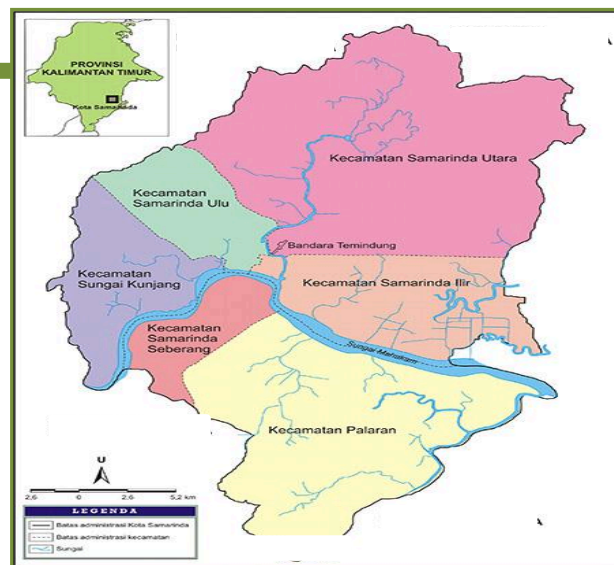 PROVINSI
KALIMANTAN TIMUR
Kota Samarinda
Kecamatan Samarinda Utara
Kecamatan
Samarinda Ulu
Bandara Temindung
Kecamatan
Sungai Kunjang
Kecamatan Samarinda Ilir
Kecamatan
Samarinda
Seberang
Sungai Mahakam
Kecamatan Palaran
U
2,6 0 2,6 5,2 km
LEGENDA
Batas administrasi Kota Samarinda
Batas administrasi kecamatan
Sungai